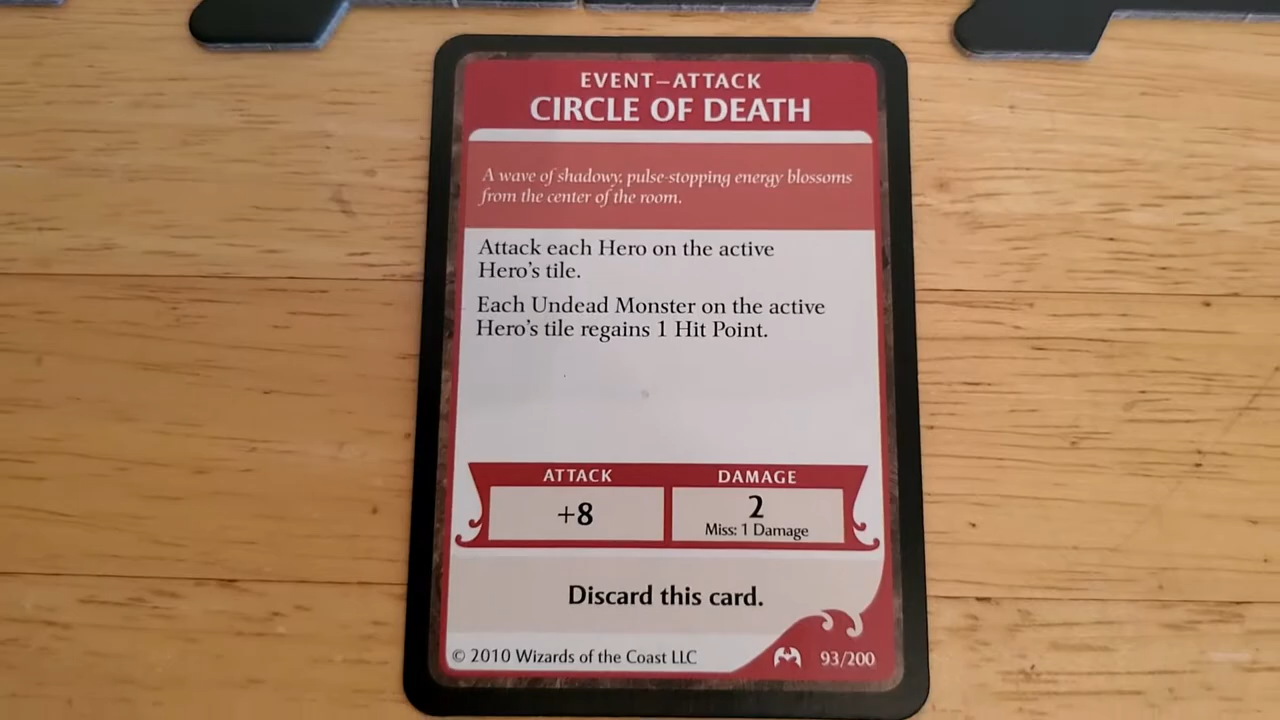 EVENT–ATTACK
CIRCLE OF DEATH
A wave of shadowy, pulse-stopping energy blossoms
from the center of the room.
Attack each Hero on the active
Hero's tile.
Each Undead Monster on the active
Hero's tile regains 1 Hit Point.
ATTACK
+8
DAMAGE
2
Miss: 1 Damage
Discard this card.
© 2010 Wizards of the Coast LLC
93/200